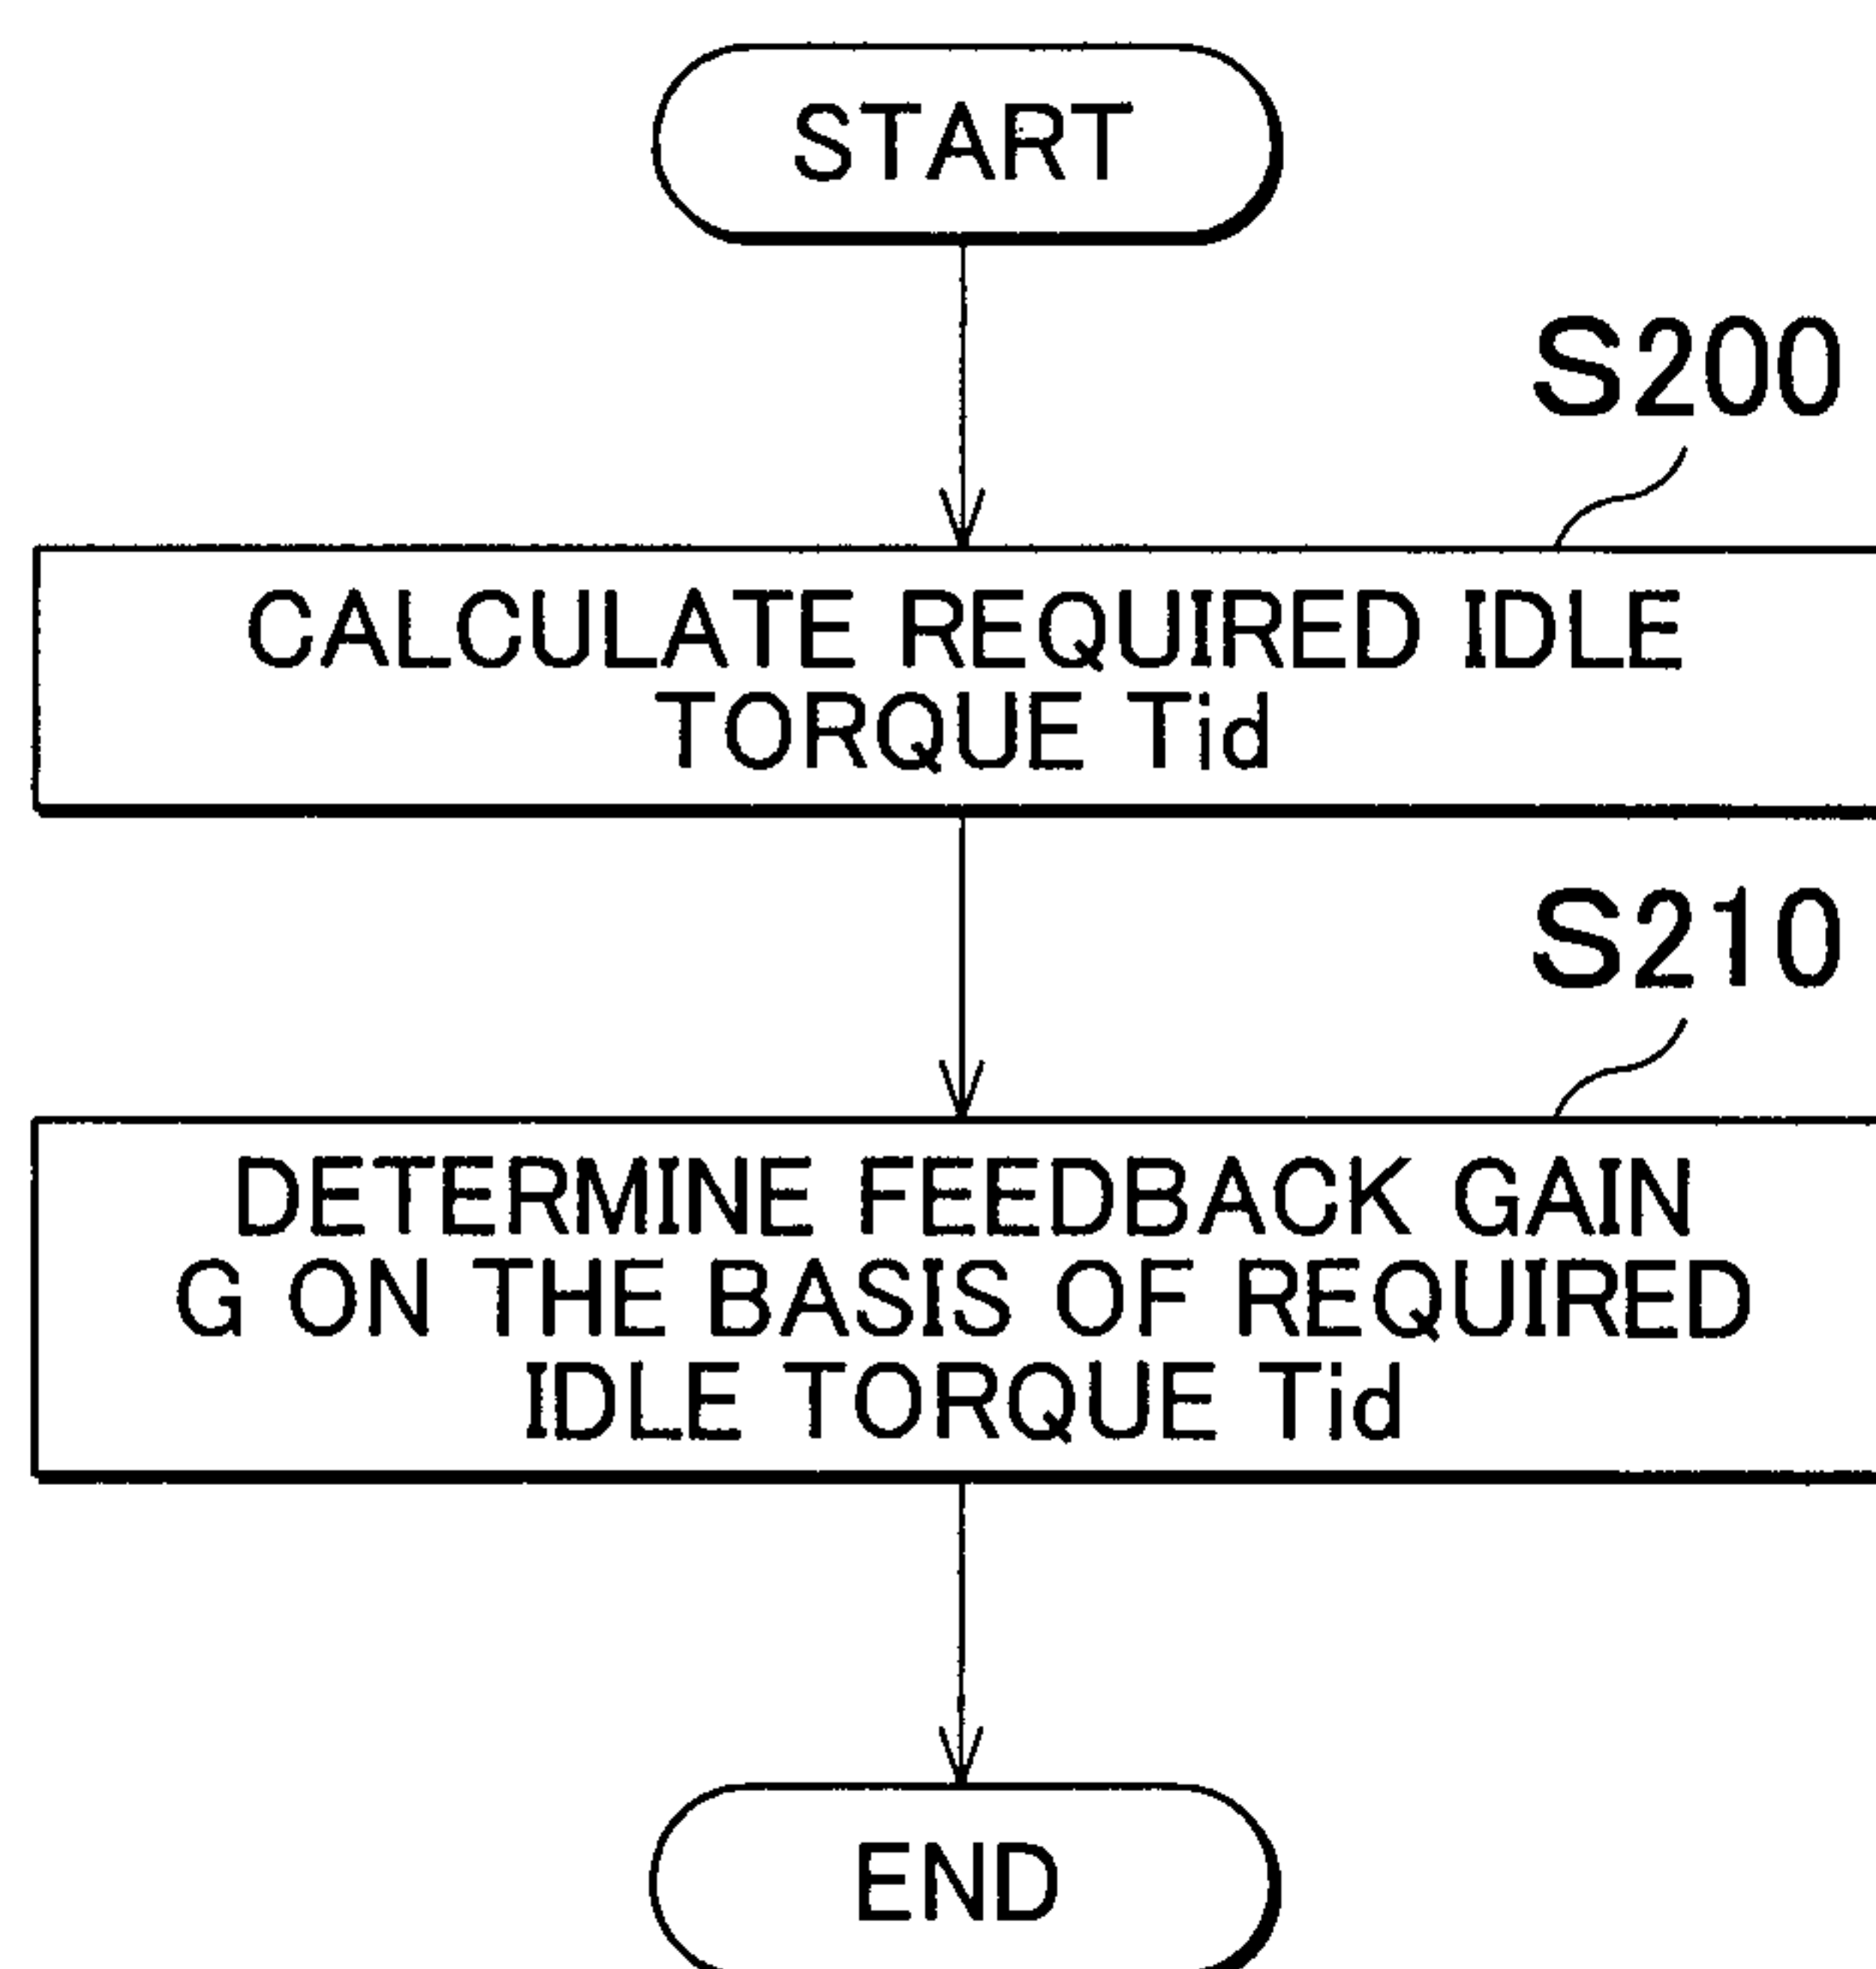 START
S200
CALCULATE REQUIRED IDLE
TORQUE Tid
S210
DETERMINE FEEDBACK GAIN
G ON THE BASIS OF REQUIRED
IDLE TORQUE Tid
END